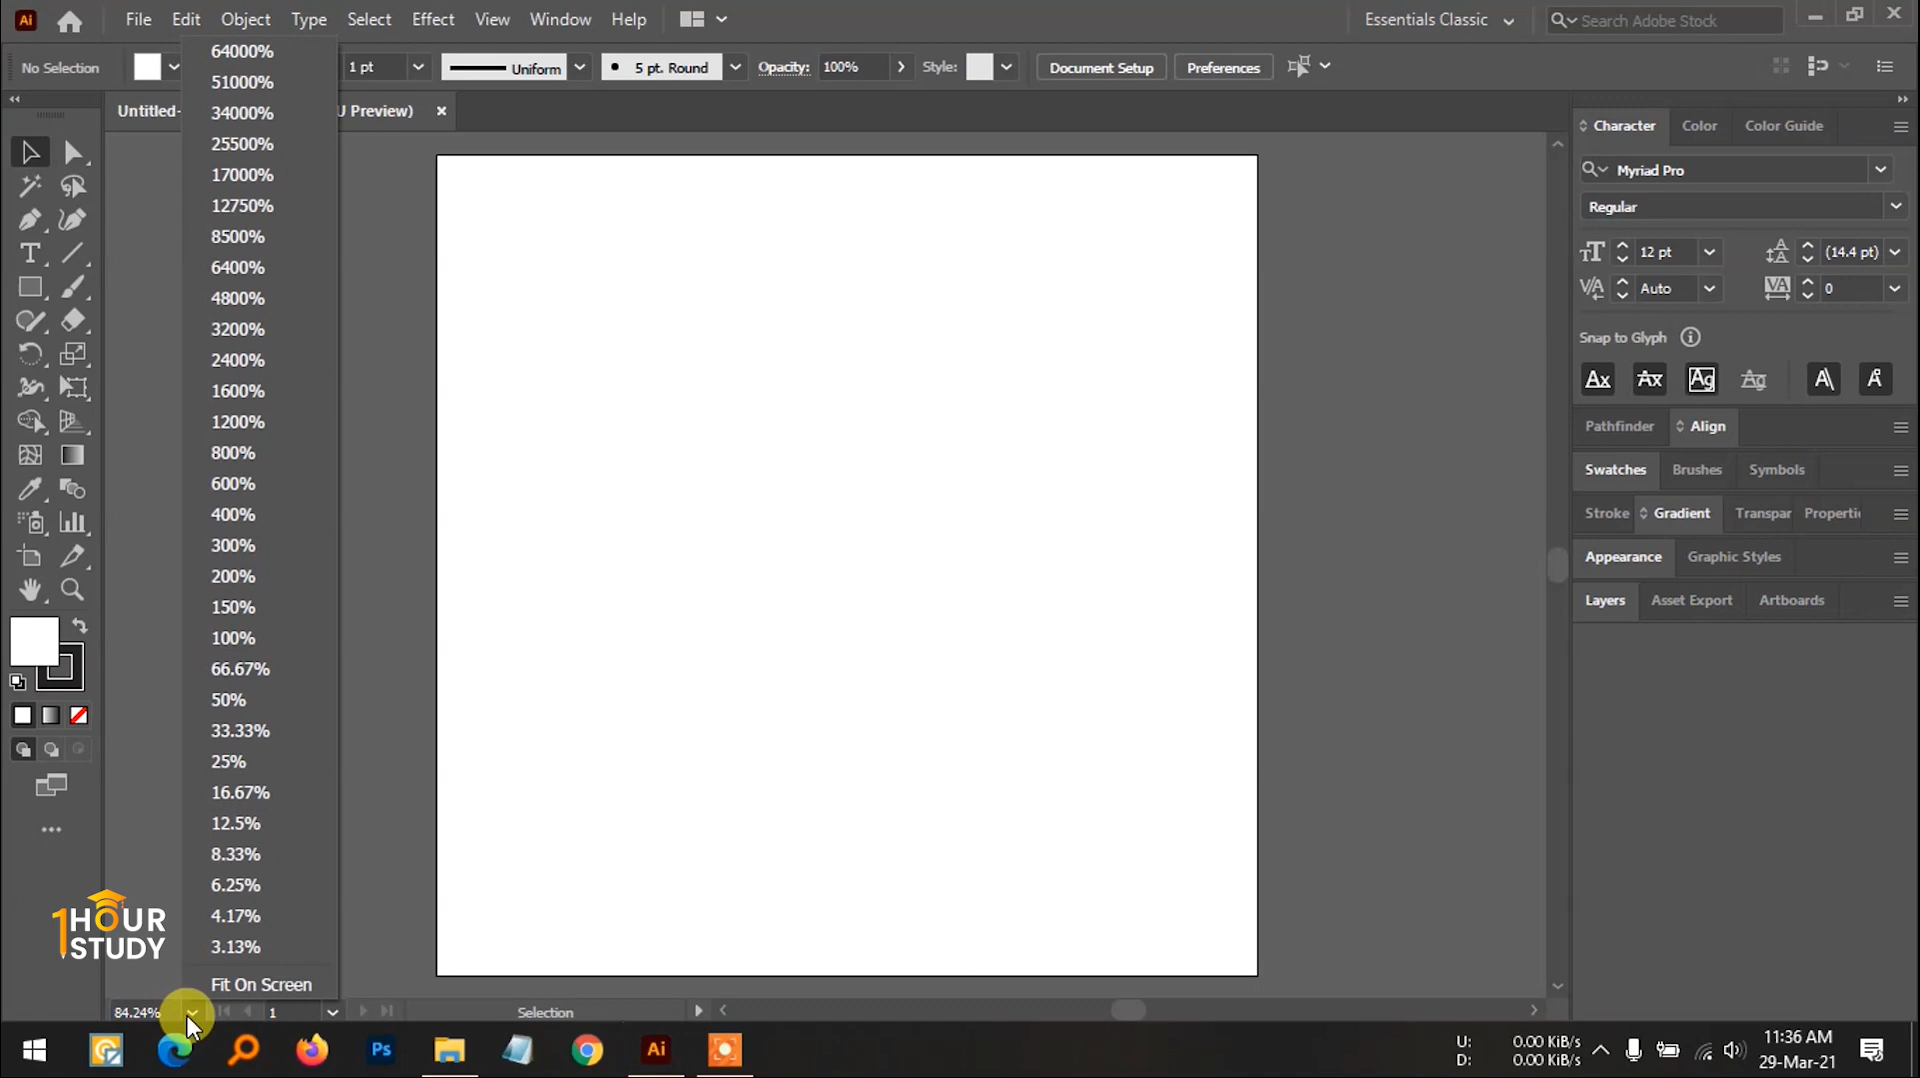 Ai File Edit Object Type Select Effect View Window Help Essentials Classic Search Adobe Stock
No Selection 1 pt Uniform 5 pt. Round Opacity: 100% Style: Document Setup Preferences
Untitled- U Preview) ×
64000%
51000%
34000%
25500%
17000%
12750%
8500%
6400%
4800%
3200%
2400%
1600%
1200%
800%
600%
400%
300%
200%
150%
100%
66.67%
50%
33.33%
25%
16.67%
12.5%
8.33%
6.25%
4.17%
3.13%
Fit On Screen
Character Color Color Guide
Myriad Pro
Regular
12 pt (14.4 pt)
Auto 0
Snap to Glyph
Pathfinder Align
Swatches Brushes Symbols
Stroke Gradient Transpar Properti
Appearance Graphic Styles
Layers Asset Export Artboards
1HOUR
STUDY
84.24% 1 Selection
Ps Ai
U: 0.00 KiB/s
D: 0.00 KiB/s
11:36 AM
29-Mar-21